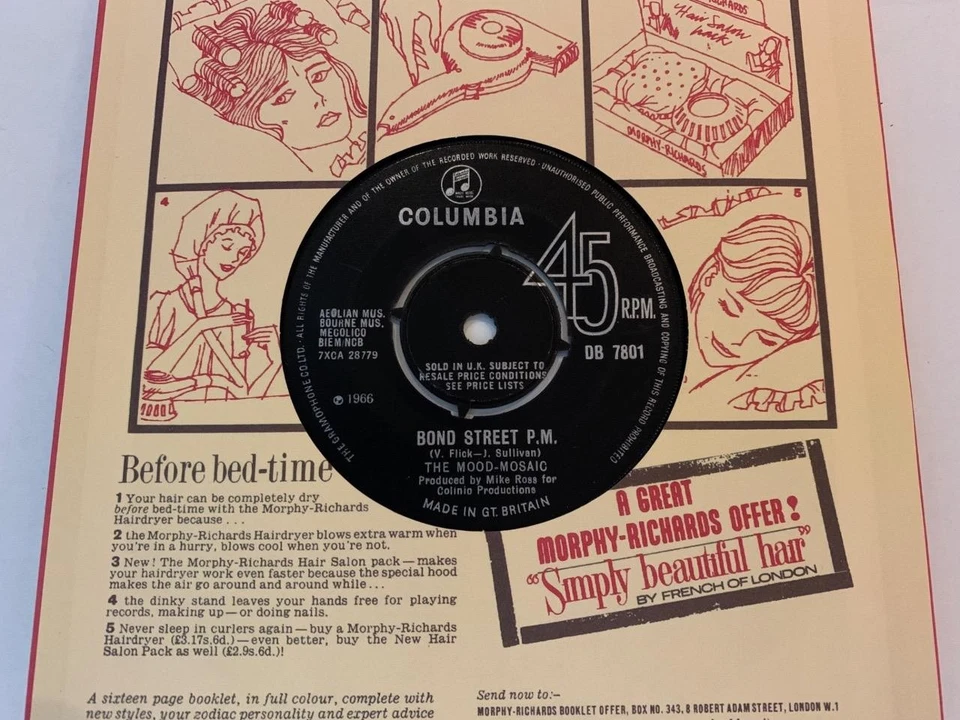 RICHARDS
Hair Salon
Pack
MORPHY-RICHARDS
4
5
THE GRAMOPHONE CO. LTD. · ALL RIGHTS OF THE MANUFACTURER AND OF THE OWNER OF THE RECORDED WORK RESERVED · UNAUTHORISED PUBLIC PERFORMANCE BROADCASTING AND COPYING OF THIS RECORD PROHIBITED
COLUMBIA
45
R.P.M.
AEOLIAN MUS.
BOURNE MUS.
MECOLICO
BIEM/NCB
7XCA 28779
DB 7801
SOLD IN U.K. SUBJECT TO
RESALE PRICE CONDITIONS
SEE PRICE LISTS
℗ 1966
BOND STREET P.M.
(V. Flick—J. Sullivan)
THE MOOD-MOSAIC
Produced by Mike Ross for
Colinio Productions
MADE IN GT. BRITAIN
Before bed-time
1 Your hair can be completely dry
before bed-time with the Morphy-Richards
Hairdryer because . . .
2 the Morphy-Richards Hairdryer blows extra warm when
you're in a hurry, blows cool when you're not.
3 New! The Morphy-Richards Hair Salon pack—makes
your hairdryer work even faster because the special hood
makes the air go around and around while . . .
4 the dinky stand leaves your hands free for playing
records, making up—or doing nails.
5 Never sleep in curlers again—buy a Morphy-Richards
Hairdryer (£3.17s.6d.)—even better, buy the New Hair
Salon Pack as well (£2.9s.6d.)!
A GREAT
MORPHY-RICHARDS OFFER!
"Simply beautiful hair"
BY FRENCH OF LONDON
A sixteen page booklet, in full colour, complete with
new styles, your zodiac personality and expert advice
Send now to:–
MORPHY-RICHARDS BOOKLET OFFER, BOX NO. 343, 8 ROBERT ADAM STREET, LONDON W.1